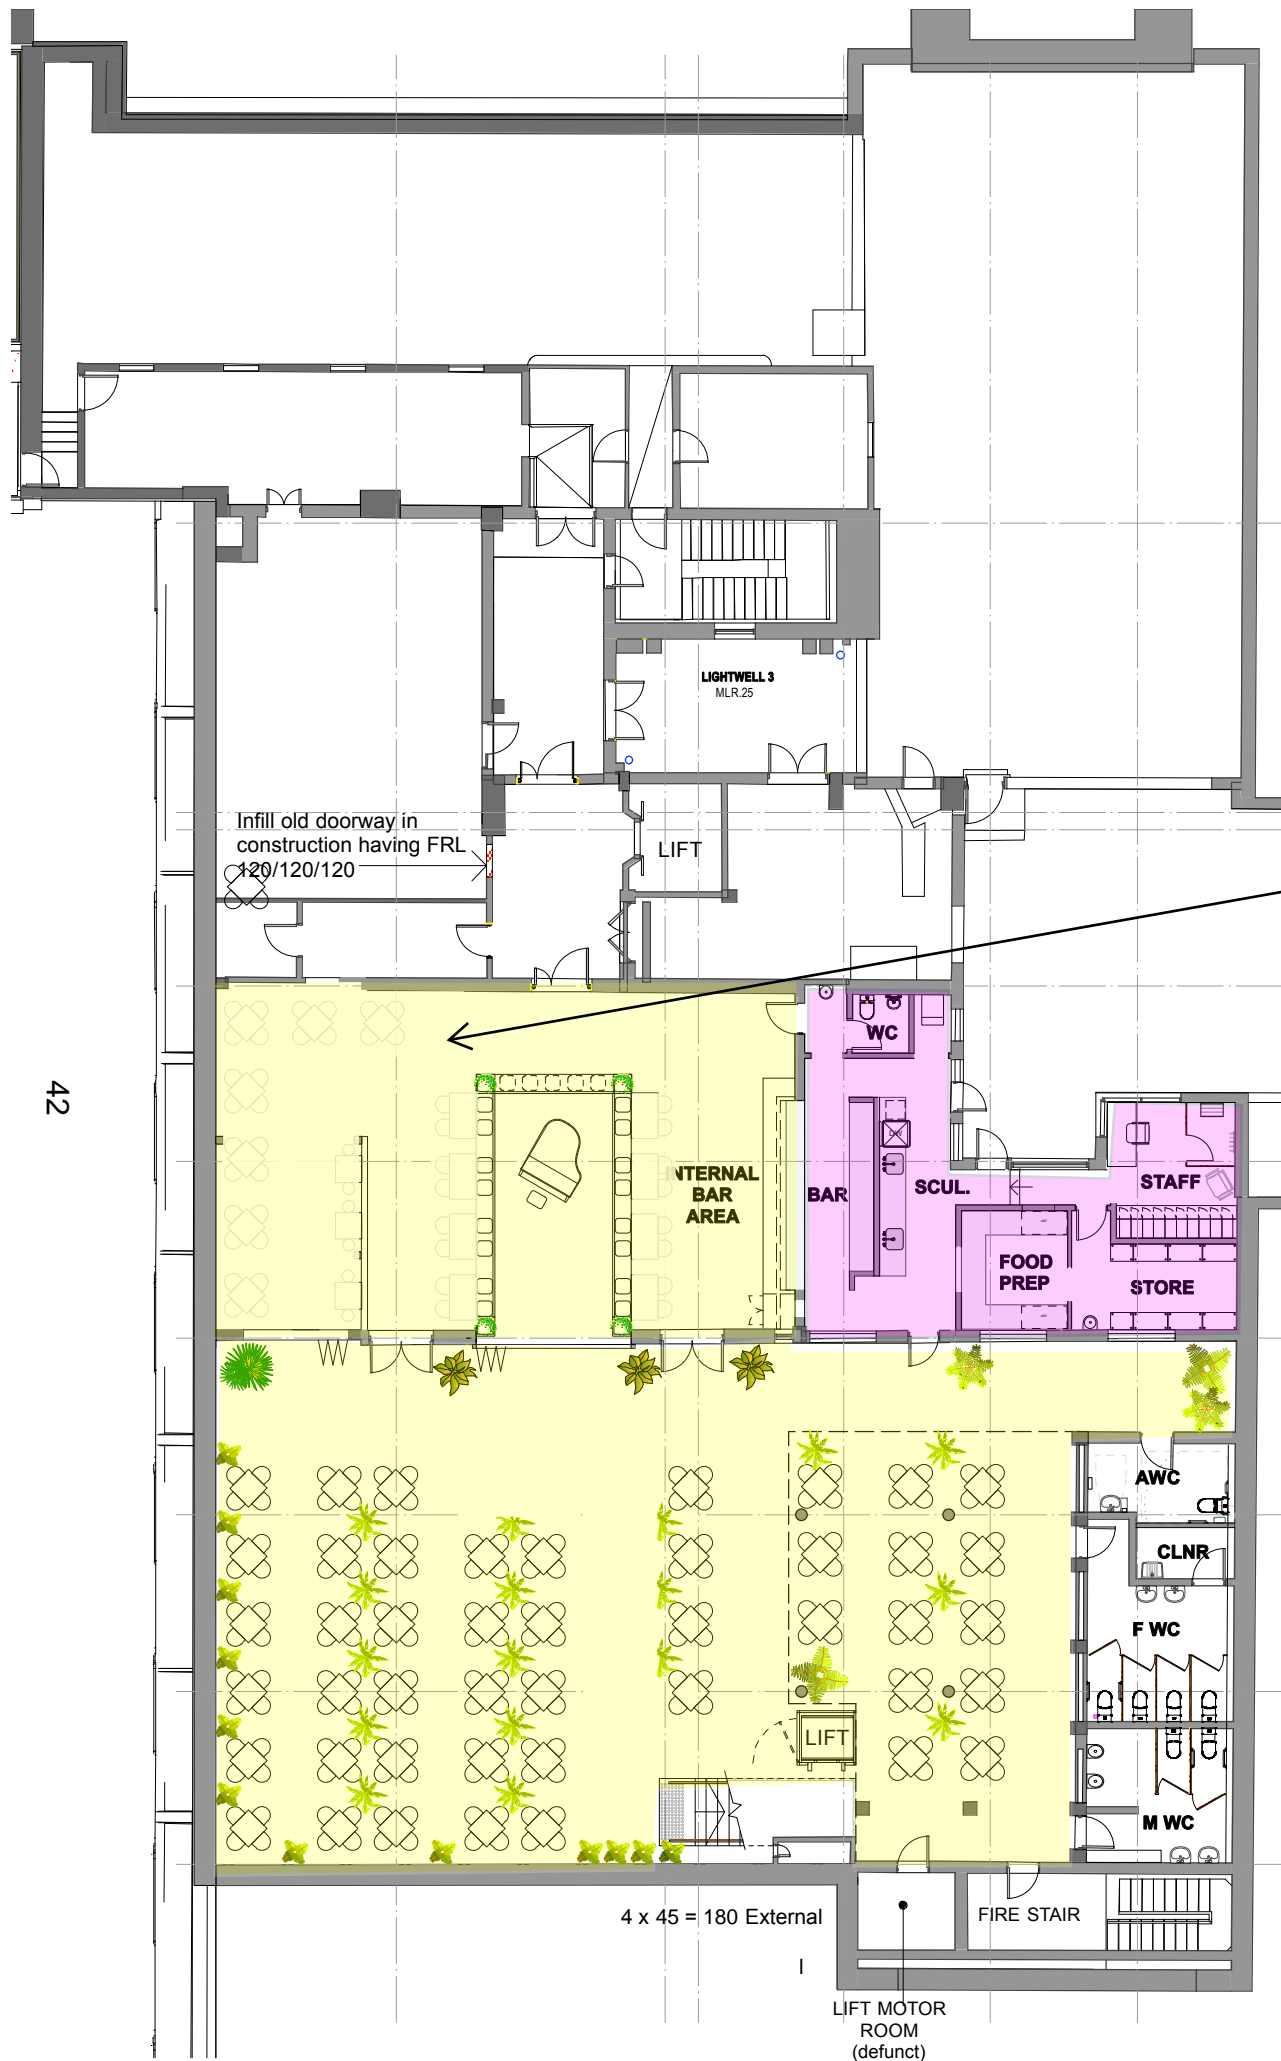 LIGHTWELL 3
MLR.25
Infill old doorway in
construction having FRL
120/120/120
LIFT
WC
42
INTERNAL
BAR
AREA
BAR
SCUL.
STAFF
FOOD
PREP
STORE
AWC
CLNR
F WC
LIFT
M WC
4 x 45 = 180 External
FIRE STAIR
I
LIFT MOTOR
ROOM
(defunct)